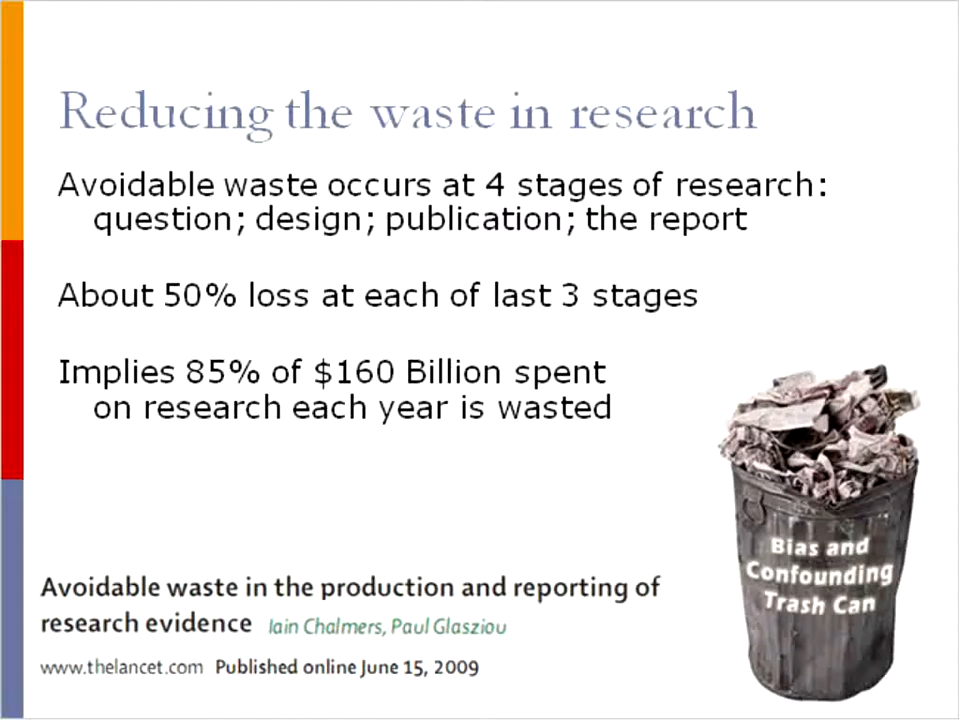 Reducing the waste in research
Avoidable waste occurs at 4 stages of research:
question; design; publication; the report
About 50% loss at each of last 3 stages
Implies 85% of $160 Billion spent
on research each year is wasted
Bias and
Confounding
Trash Can
Avoidable waste in the production and reporting of
research evidence Iain Chalmers, Paul Glasziou
www.thelancet.com Published online June 15, 2009